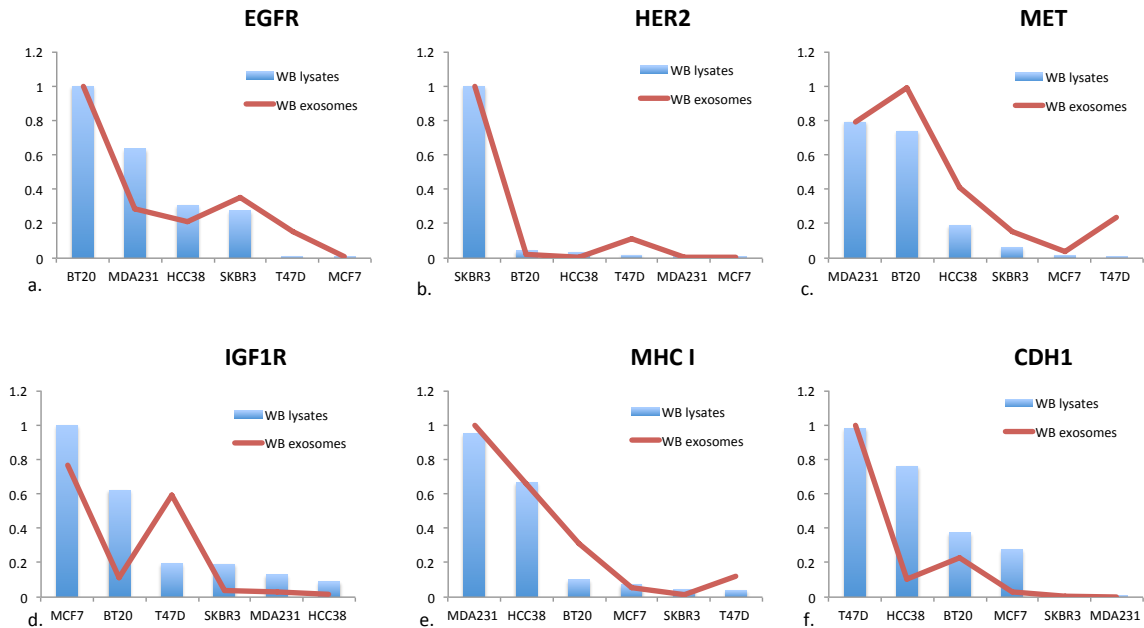 EGFR
1.2
1
0.8
0.6
0.4
0.2
0
WB lysates
WB exosomes
BT20 MDA231 HCC38 SKBR3 T47D MCF7
a.
HER2
1.2
1
0.8
0.6
0.4
0.2
0
WB lysates
WB exosomes
SKBR3 BT20 HCC38 T47D MDA231 MCF7
b.
MET
1.2
1
0.8
0.6
0.4
0.2
0
WB lysates
WB exosomes
MDA231 BT20 HCC38 SKBR3 MCF7 T47D
c.
IGF1R
1.2
1
0.8
0.6
0.4
0.2
0
WB lysates
WB exosomes
MCF7 BT20 T47D SKBR3 MDA231 HCC38
d.
MHC I
1.2
1
0.8
0.6
0.4
0.2
0
WB lysates
WB exosomes
MDA231 HCC38 BT20 MCF7 SKBR3 T47D
e.
CDH1
1.2
1
0.8
0.6
0.4
0.2
0
WB lysates
WB exosomes
T47D HCC38 BT20 MCF7 SKBR3 MDA231
f.